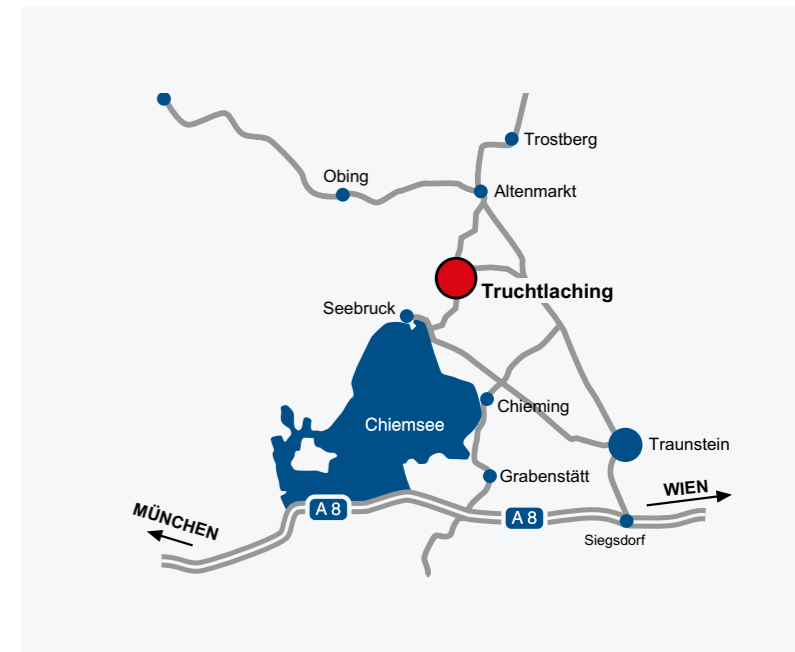 Trostberg
Obing
Altenmarkt
Truchtlaching
Seebruck
Chieming
Chiemsee
Traunstein
Grabenstätt
WIEN
MÜNCHEN
A 8
A 8
Siegsdorf